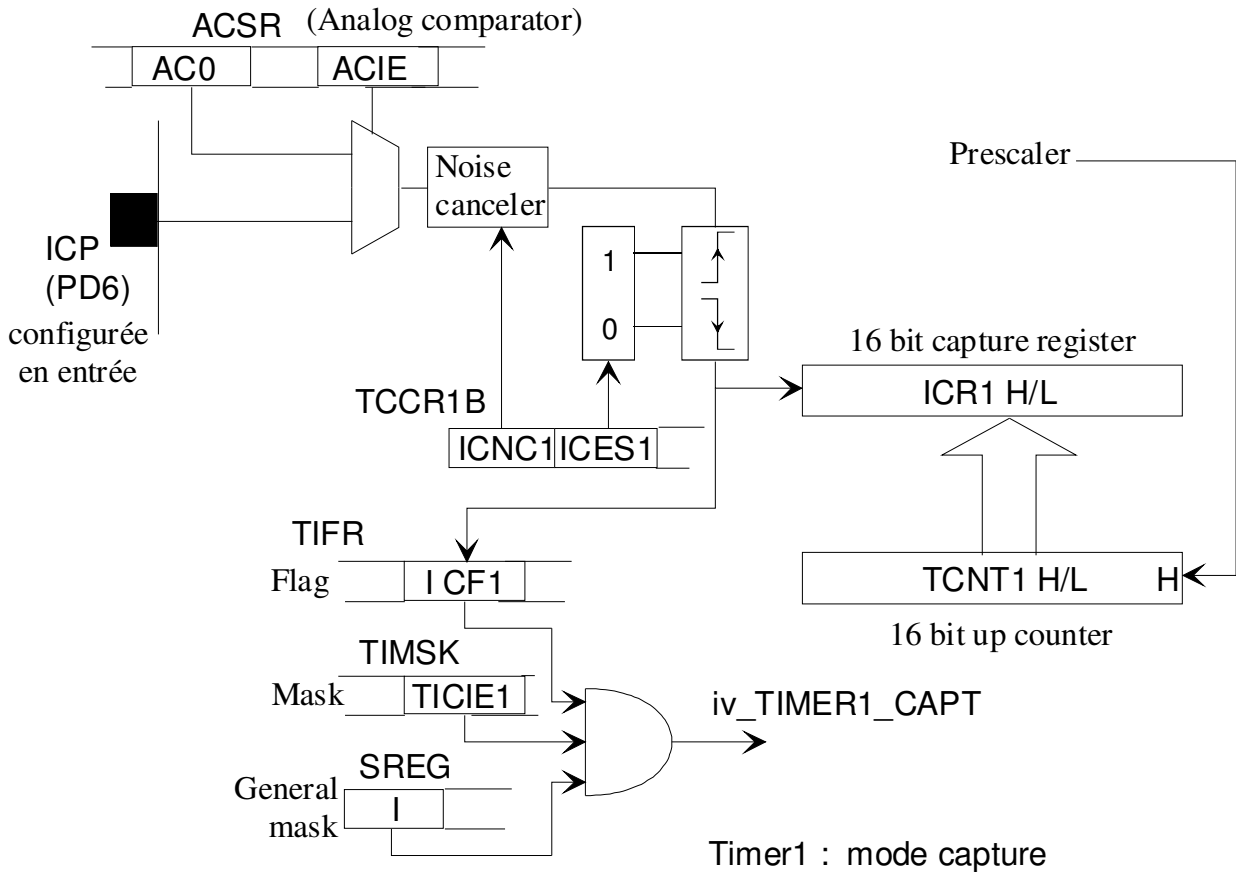 ACSR (Analog comparator)
AC0 ACIE
Noise
canceler
Prescaler
ICP
(PD6)
configurée
en entrée
1
0
16 bit capture register
ICR1 H/L
TCCR1B
ICNC1 ICES1
TIFR
Flag I CF1
TCNT1 H/L H
16 bit up counter
TIMSK
Mask TICIE1
iv_TIMER1_CAPT
SREG
General
mask
I
Timer1 : mode capture